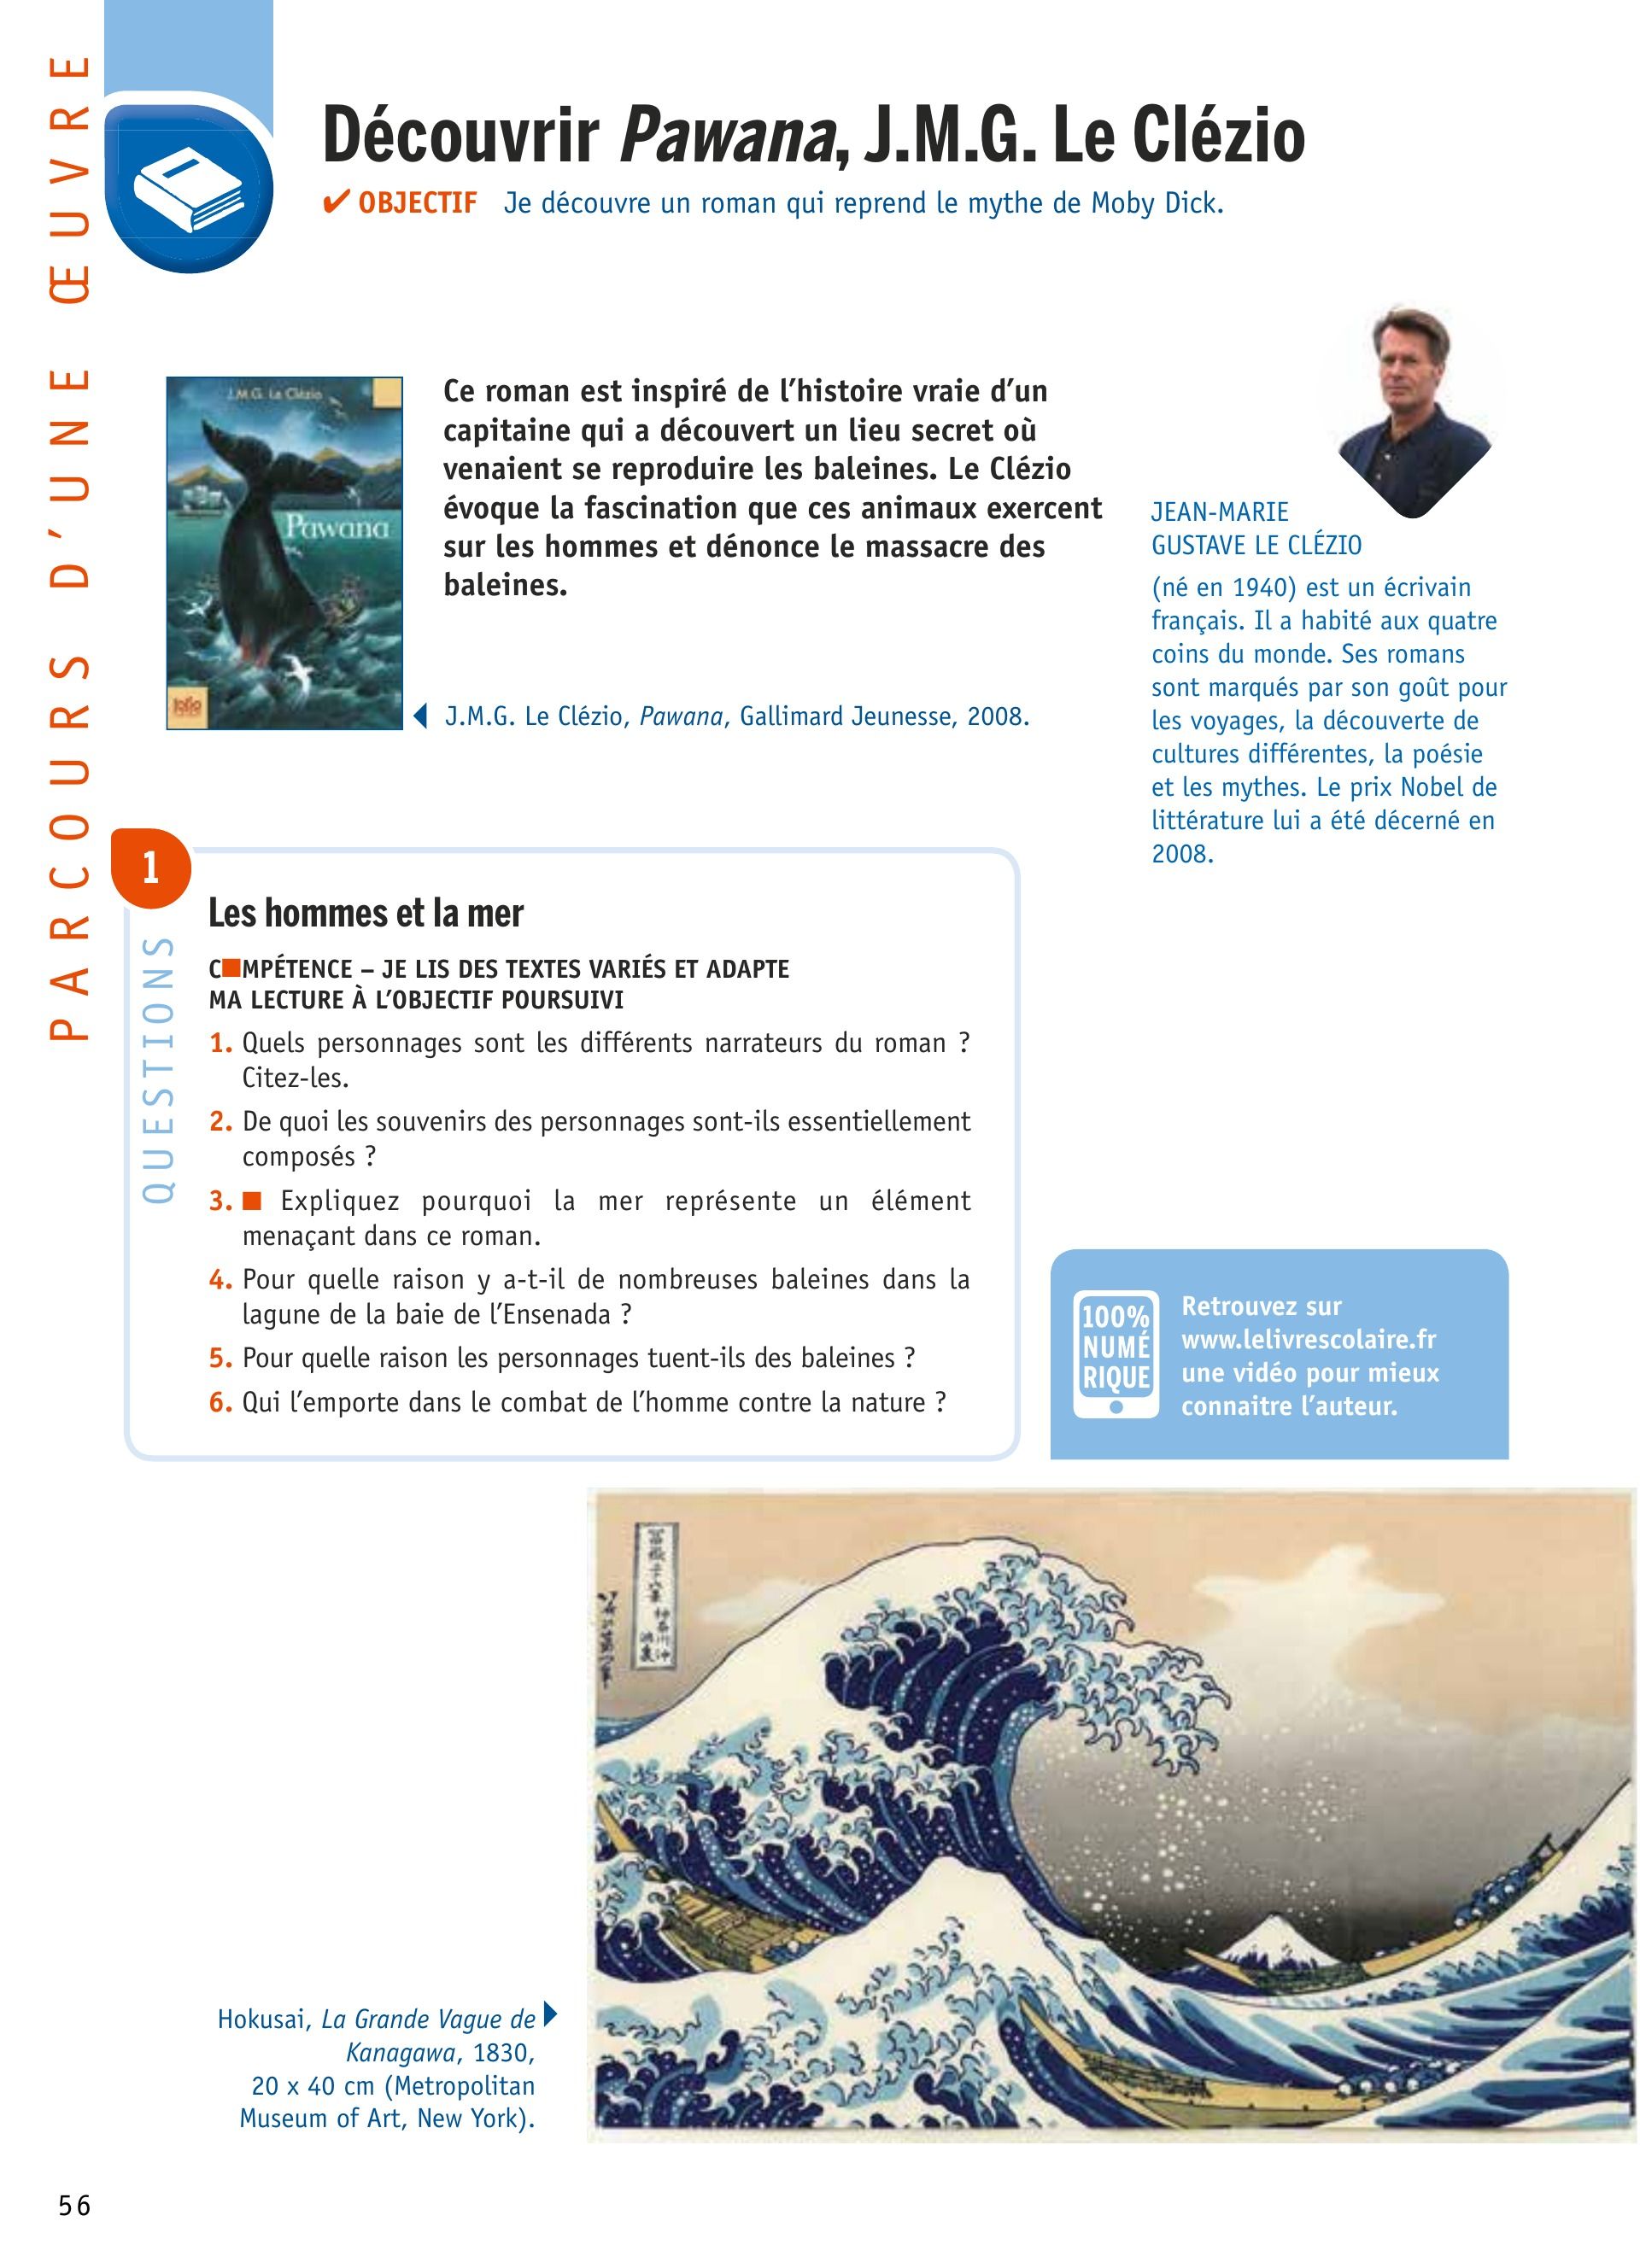 PARCOURS D'UNE ŒUVRE
Découvrir Pawana, J.M.G. Le Clézio
✔ OBJECTIF Je découvre un roman qui reprend le mythe de Moby Dick.
J.M.G. Le Clézio
Pawana
folio
Ce roman est inspiré de l'histoire vraie d'un
capitaine qui a découvert un lieu secret où
venaient se reproduire les baleines. Le Clézio
évoque la fascination que ces animaux exercent
sur les hommes et dénonce le massacre des
baleines.
J.M.G. Le Clézio, Pawana, Gallimard Jeunesse, 2008.
JEAN-MARIE
GUSTAVE LE CLÉZIO
(né en 1940) est un écrivain
français. Il a habité aux quatre
coins du monde. Ses romans
sont marqués par son goût pour
les voyages, la découverte de
cultures différentes, la poésie
et les mythes. Le prix Nobel de
littérature lui a été décerné en
2008.
1
QUESTIONS
Les hommes et la mer
C■MPÉTENCE – JE LIS DES TEXTES VARIÉS ET ADAPTE
MA LECTURE À L'OBJECTIF POURSUIVI
1. Quels personnages sont les différents narrateurs du roman ?
Citez-les.
2. De quoi les souvenirs des personnages sont-ils essentiellement
composés ?
3. ■ Expliquez pourquoi la mer représente un élément
menaçant dans ce roman.
4. Pour quelle raison y a-t-il de nombreuses baleines dans la
lagune de la baie de l'Ensenada ?
5. Pour quelle raison les personnages tuent-ils des baleines ?
6. Qui l'emporte dans le combat de l'homme contre la nature ?
100%
NUMÉ
RIQUE
Retrouvez sur
www.lelivrescolaire.fr
une vidéo pour mieux
connaitre l'auteur.
Hokusai, La Grande Vague de
Kanagawa, 1830,
20 x 40 cm (Metropolitan
Museum of Art, New York).
56